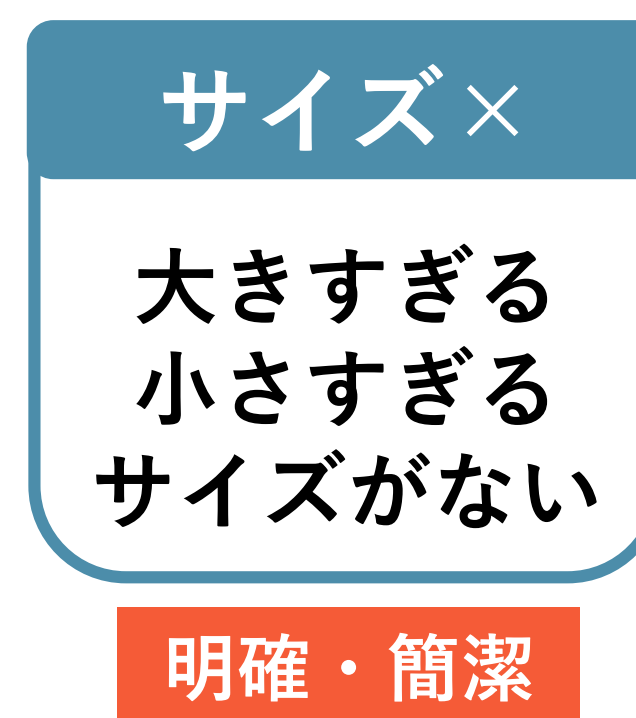 サイズ×
大きすぎる
小さすぎる
サイズがない
明確・簡潔